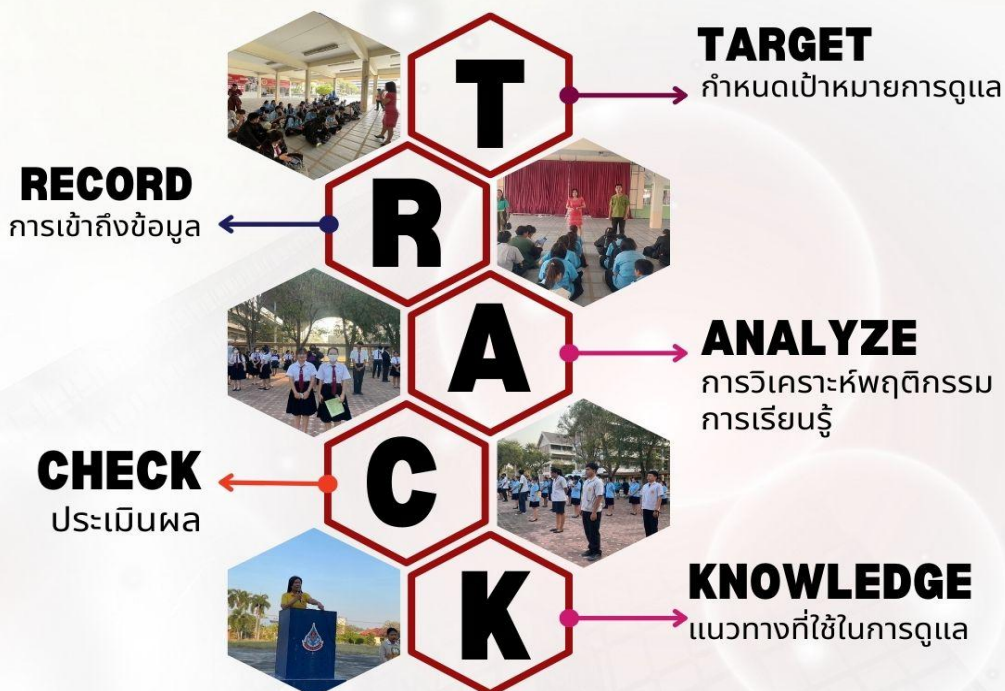 T
TARGET
กำหนดเป้าหมายการดูแล
R
RECORD
การเข้าถึงข้อมูล
A
ANALYZE
การวิเคราะห์พฤติกรรม
การเรียนรู้
C
CHECK
ประเมินผล
K
KNOWLEDGE
แนวทางที่ใช้ในการดูแล